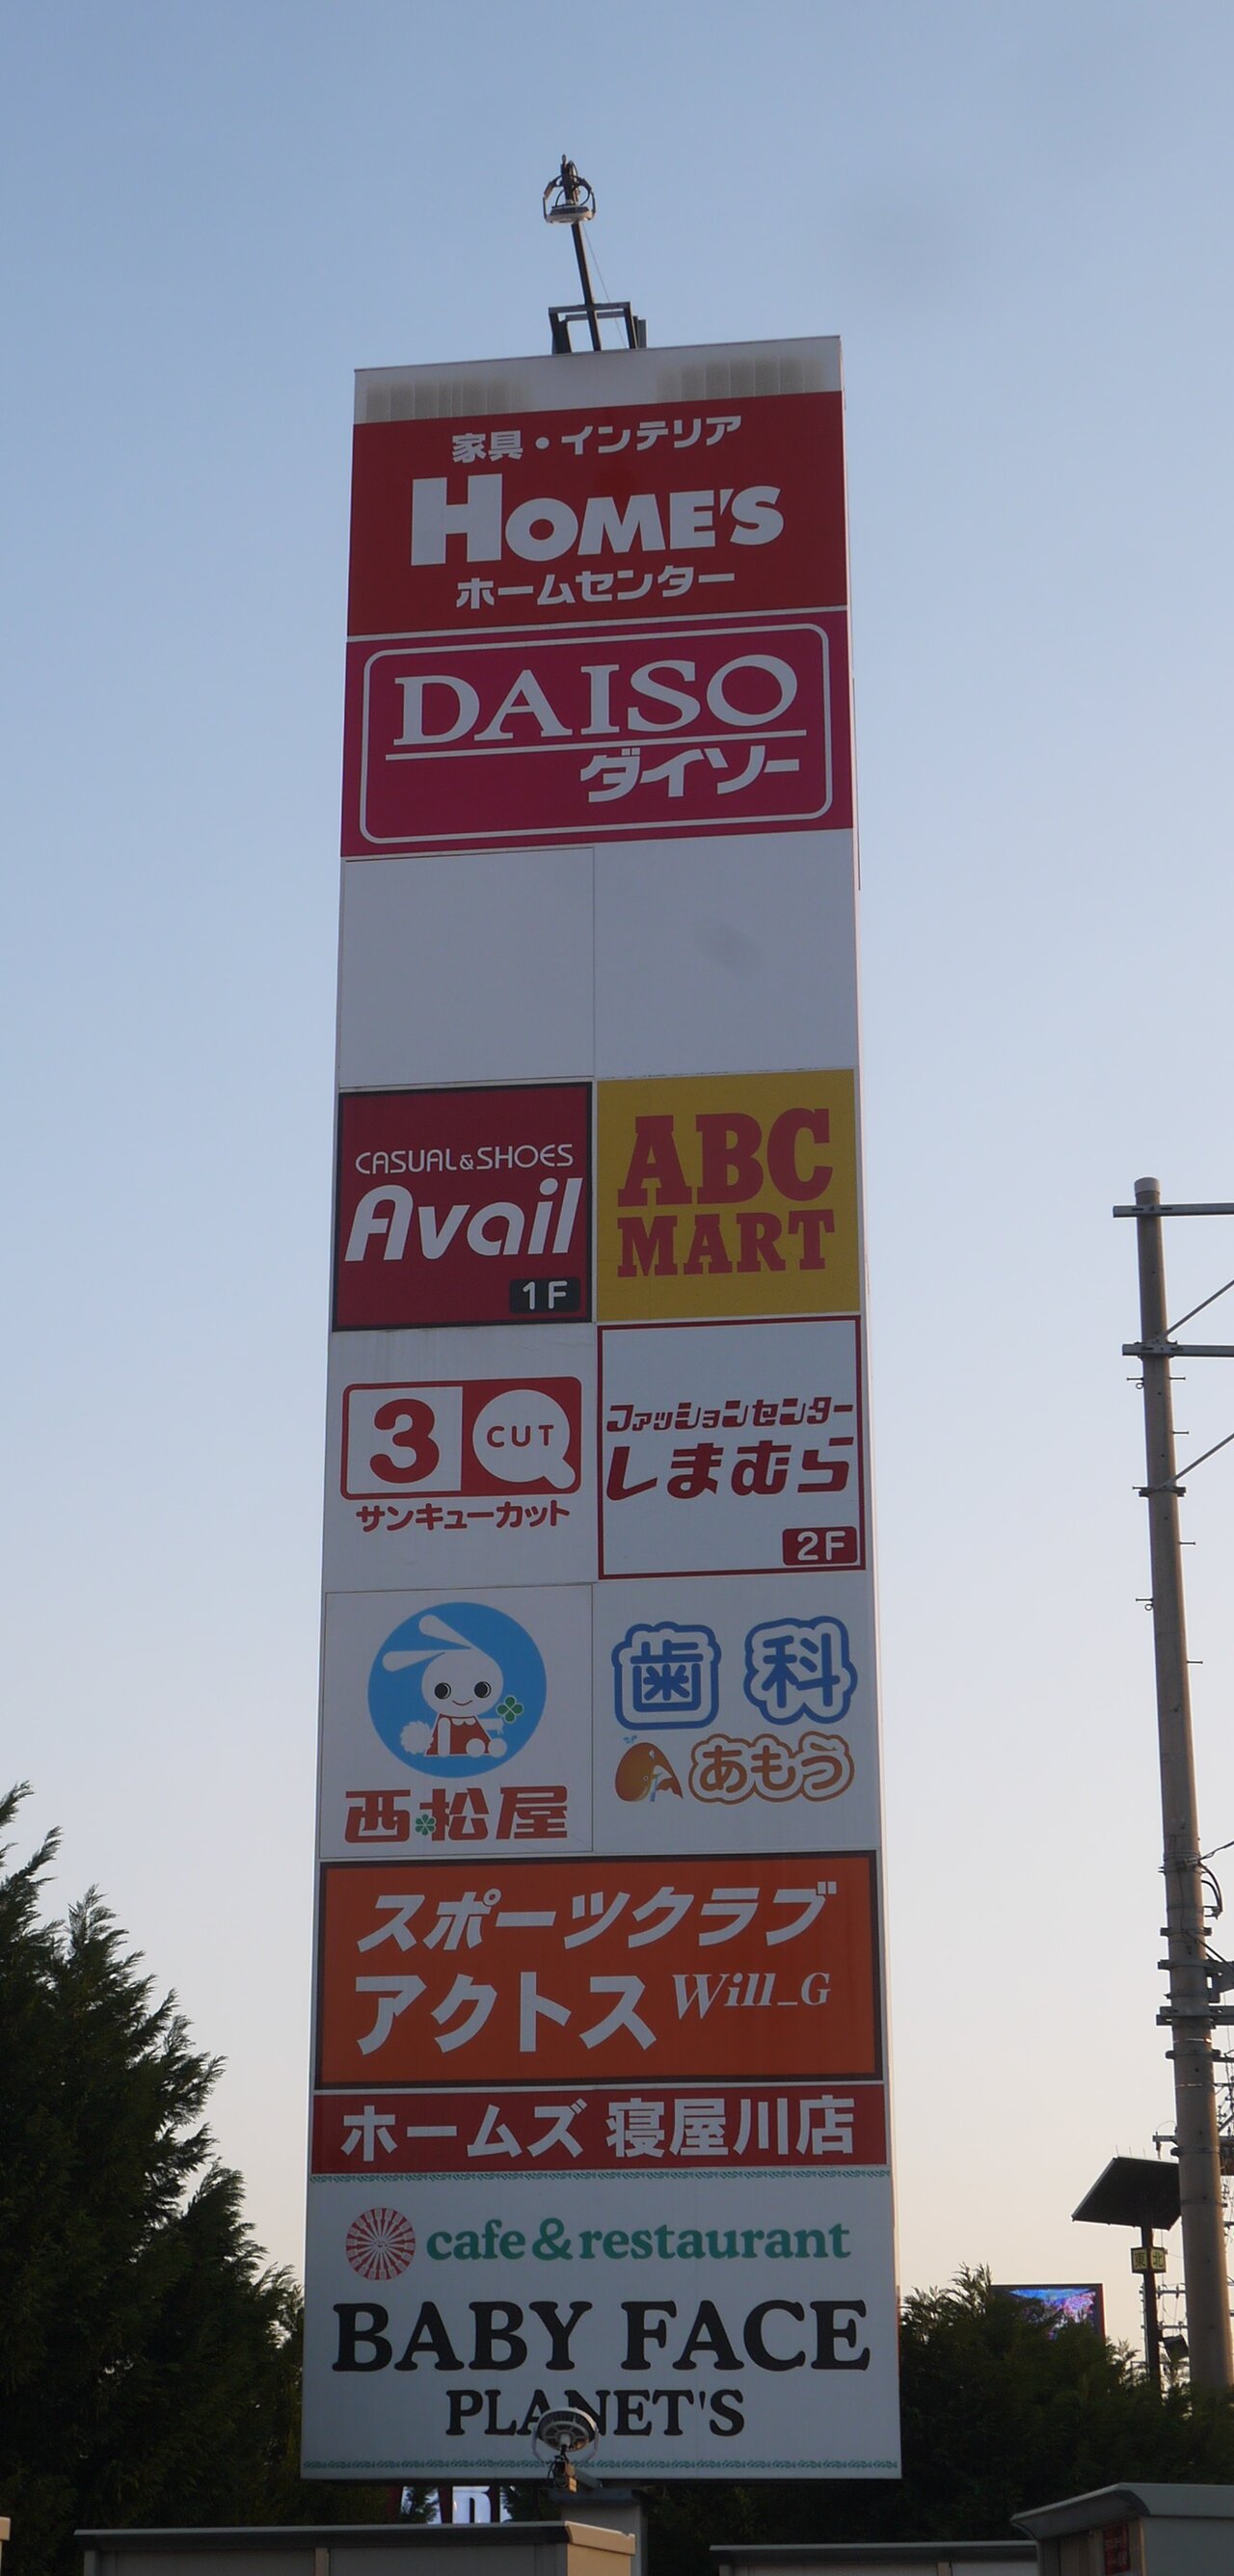 家具・インテリア
HOME'S
ホームセンター
DAISO
ダイソー
CASUAL&SHOES
Avail
1F
ABC
MART
3 CUT
サンキューカット
ファッションセンター
しまむら
2F
西松屋
歯科
あもう
スポーツクラブ
アクトス Will_G
ホームズ 寝屋川店
cafe&restaurant
BABY FACE
PLANET'S
東北